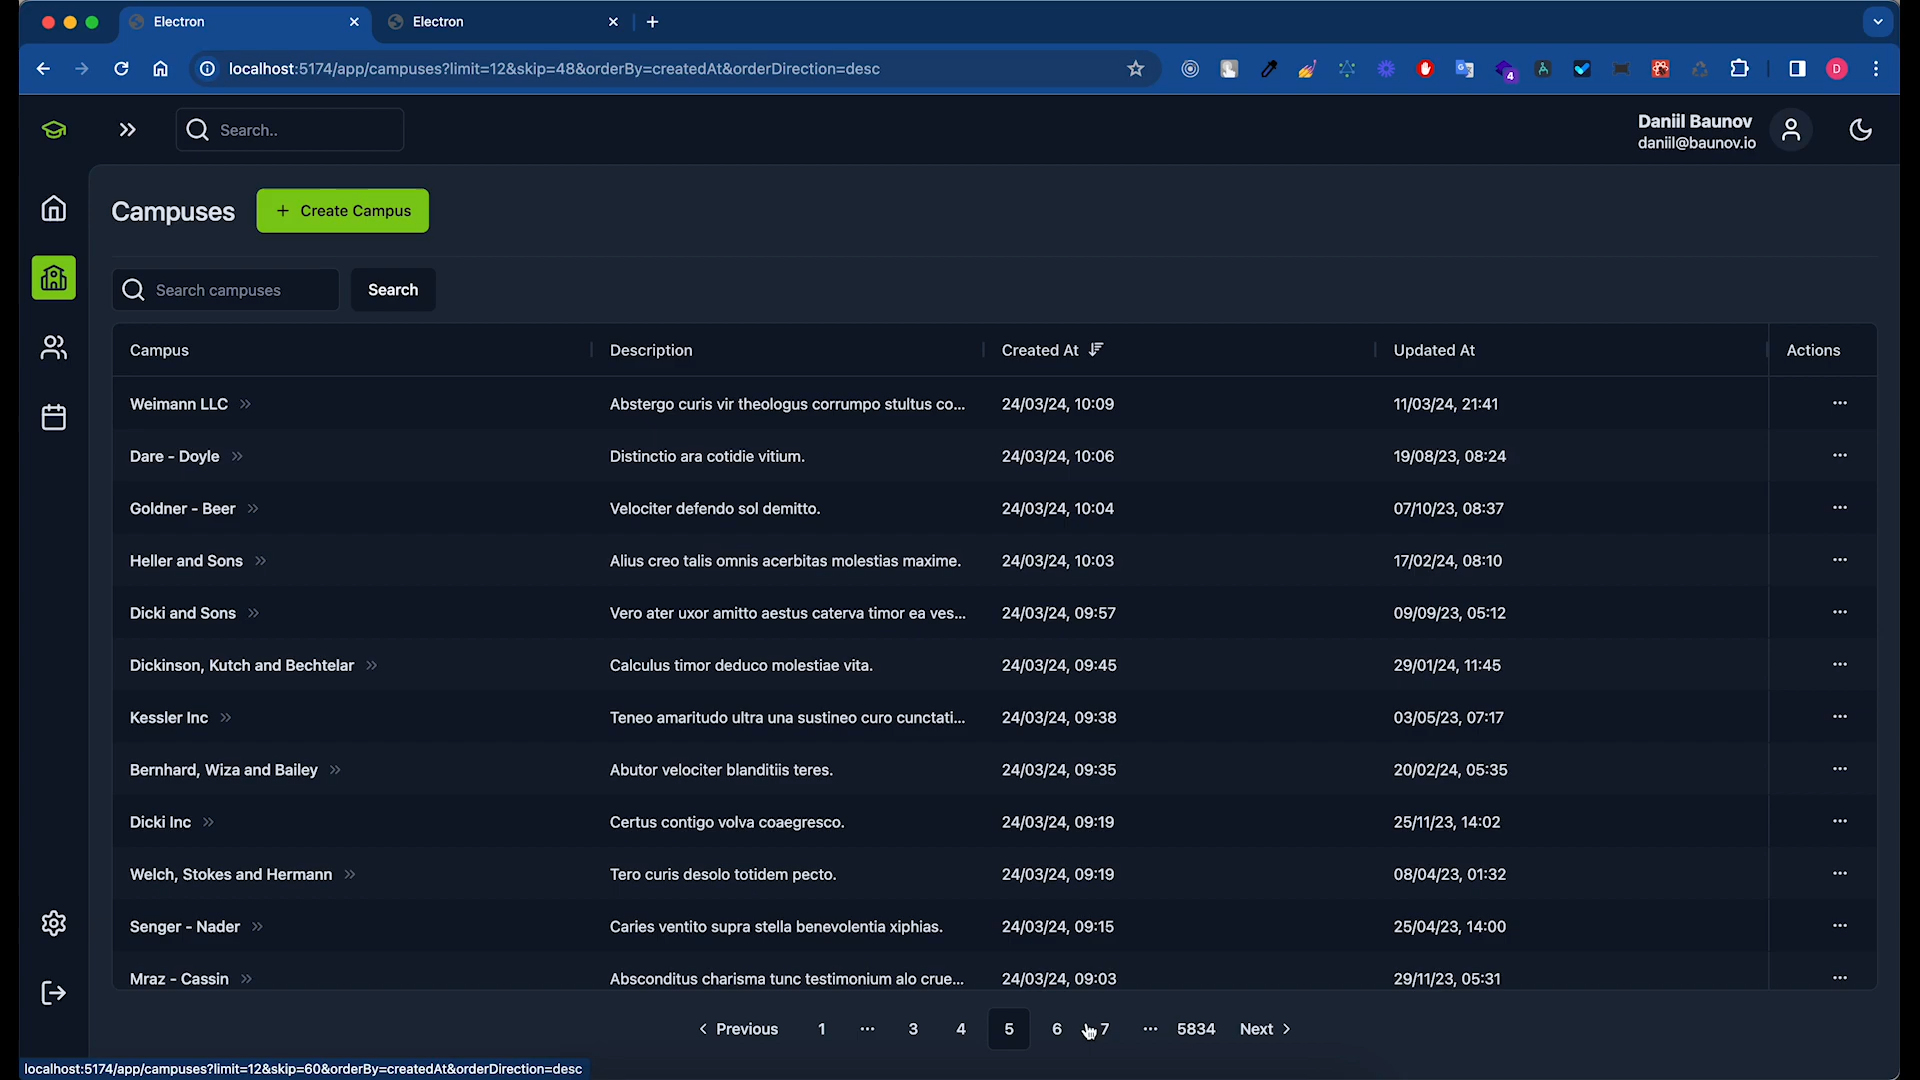 Electron
Electron
localhost:5174/app/campuses?limit=12&skip=48&orderBy=createdAt&orderDirection=desc
4
D
Search..
Daniil Baunov
daniil@baunov.io
Campuses
+ Create Campus
Search campuses
Search
Campus Description Created At Updated At Actions
Weimann LLC » Abstergo curis vir theologus corrumpo stultus co... 24/03/24, 10:09 11/03/24, 21:41 ...
Dare - Doyle » Distinctio ara cotidie vitium. 24/03/24, 10:06 19/08/23, 08:24 ...
Goldner - Beer » Velociter defendo sol demitto. 24/03/24, 10:04 07/10/23, 08:37 ...
Heller and Sons » Alius creo talis omnis acerbitas molestias maxime. 24/03/24, 10:03 17/02/24, 08:10 ...
Dicki and Sons » Vero ater uxor amitto aestus caterva timor ea ves... 24/03/24, 09:57 09/09/23, 05:12 ...
Dickinson, Kutch and Bechtelar » Calculus timor deduco molestiae vita. 24/03/24, 09:45 29/01/24, 11:45 ...
Kessler Inc » Teneo amaritudo ultra una sustineo curo cunctati... 24/03/24, 09:38 03/05/23, 07:17 ...
Bernhard, Wiza and Bailey » Abutor velociter blanditiis teres. 24/03/24, 09:35 20/02/24, 05:35 ...
Dicki Inc » Certus contigo volva coaegresco. 24/03/24, 09:19 25/11/23, 14:02 ...
Welch, Stokes and Hermann » Tero curis desolo totidem pecto. 24/03/24, 09:19 08/04/23, 01:32 ...
Senger - Nader » Caries ventito supra stella benevolentia xiphias. 24/03/24, 09:15 25/04/23, 14:00 ...
Mraz - Cassin » Absconditus charisma tunc testimonium alo crue... 24/03/24, 09:03 29/11/23, 05:31 ...
< Previous 1 ... 3 4 5 6 7 ... 5834 Next >
localhost:5174/app/campuses?limit=12&skip=60&orderBy=createdAt&orderDirection=desc